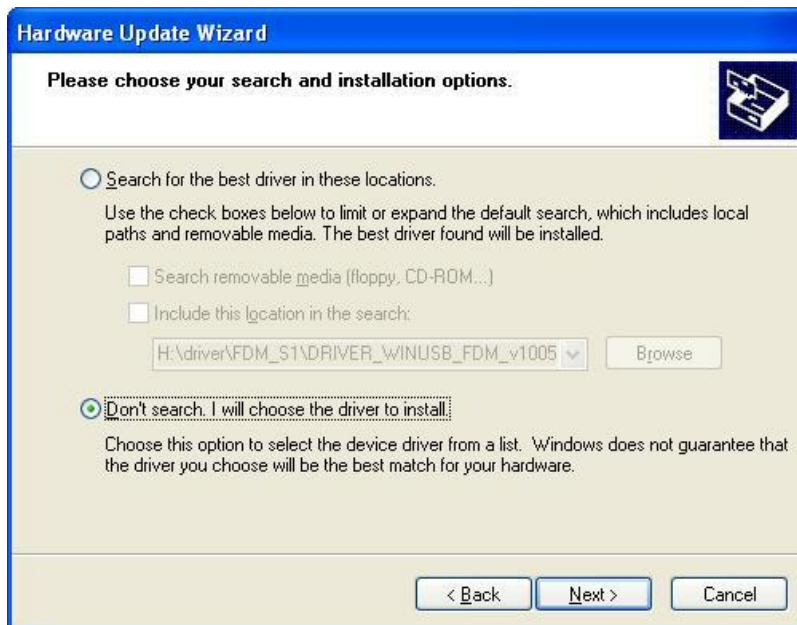 Hardware Update Wizard
Please choose your search and installation options.
Search for the best driver in these locations.
Use the check boxes below to limit or expand the default search, which includes local
paths and removable media. The best driver found will be installed.
Search removable media (floppy, CD-ROM...)
Include this location in the search:
H:\driver\FDM_S1\DRIVER_WINUSB_FDM_v1005
Browse
Don't search. I will choose the driver to install.
Choose this option to select the device driver from a list. Windows does not guarantee that
the driver you choose will be the best match for your hardware.
< Back
Next >
Cancel